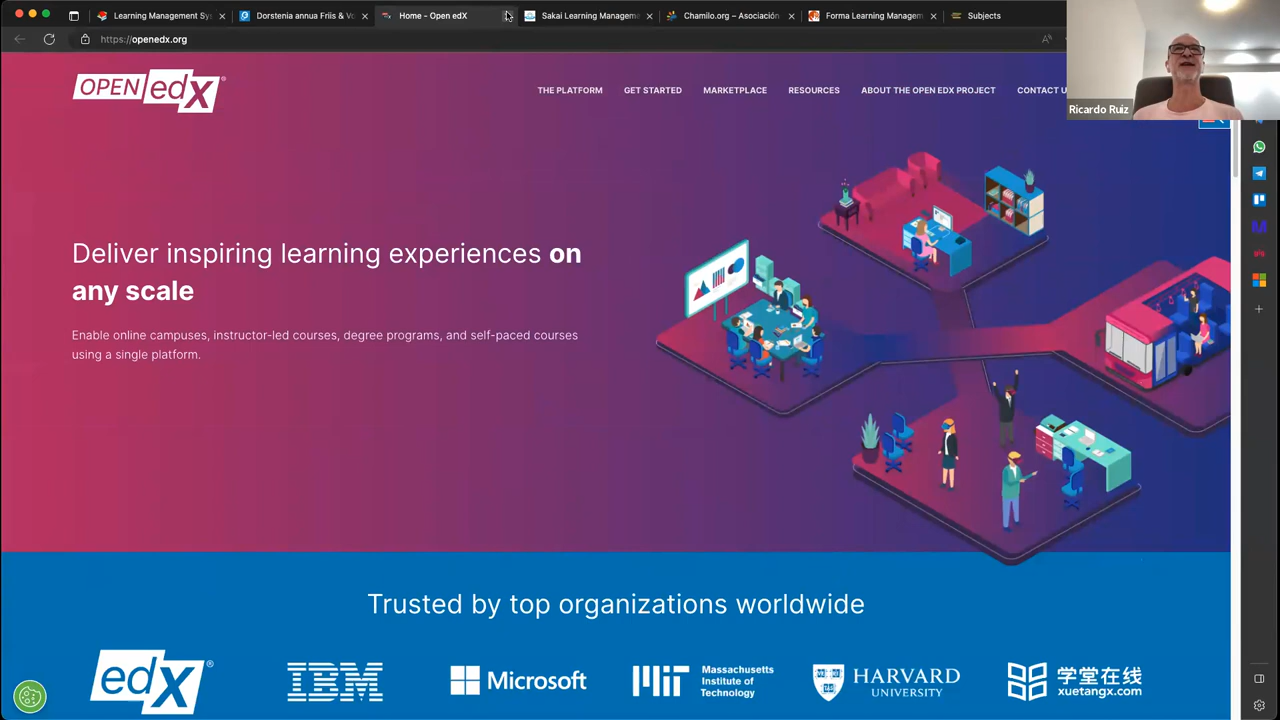 Learning Management Sy
Dorstenia annua Friis & Vo
Home - Open edX
Sakai Learning Manageme
Chamilo.org – Asociación
Forma Learning Managem
Subjects
https://openedx.org
OPEN edX®
THE PLATFORM
GET STARTED
MARKETPLACE
RESOURCES
ABOUT THE OPEN EDX PROJECT
CONTACT U
Ricardo Ruiz
Deliver inspiring learning experiences on
any scale
Enable online campuses, instructor-led courses, degree programs, and self-paced courses
using a single platform.
Trusted by top organizations worldwide
edX®
IBM
Microsoft
MIT
Massachusetts
Institute of
Technology
HARVARD
UNIVERSITY
学堂在线
xuetangx.com